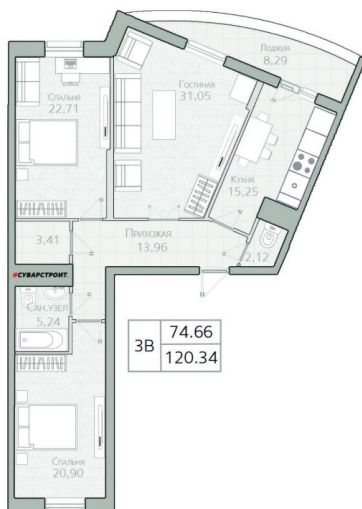 Лоджия
8,29
Гостиная
31,05
Спальня
22,71
Кухня
15,25
3,41
Прихожая
13,96
2,12
#СУВАРСТРОИТ.
САН.УЗЕЛ
5,24
3В
74.66
120.34
Спальня
20,90